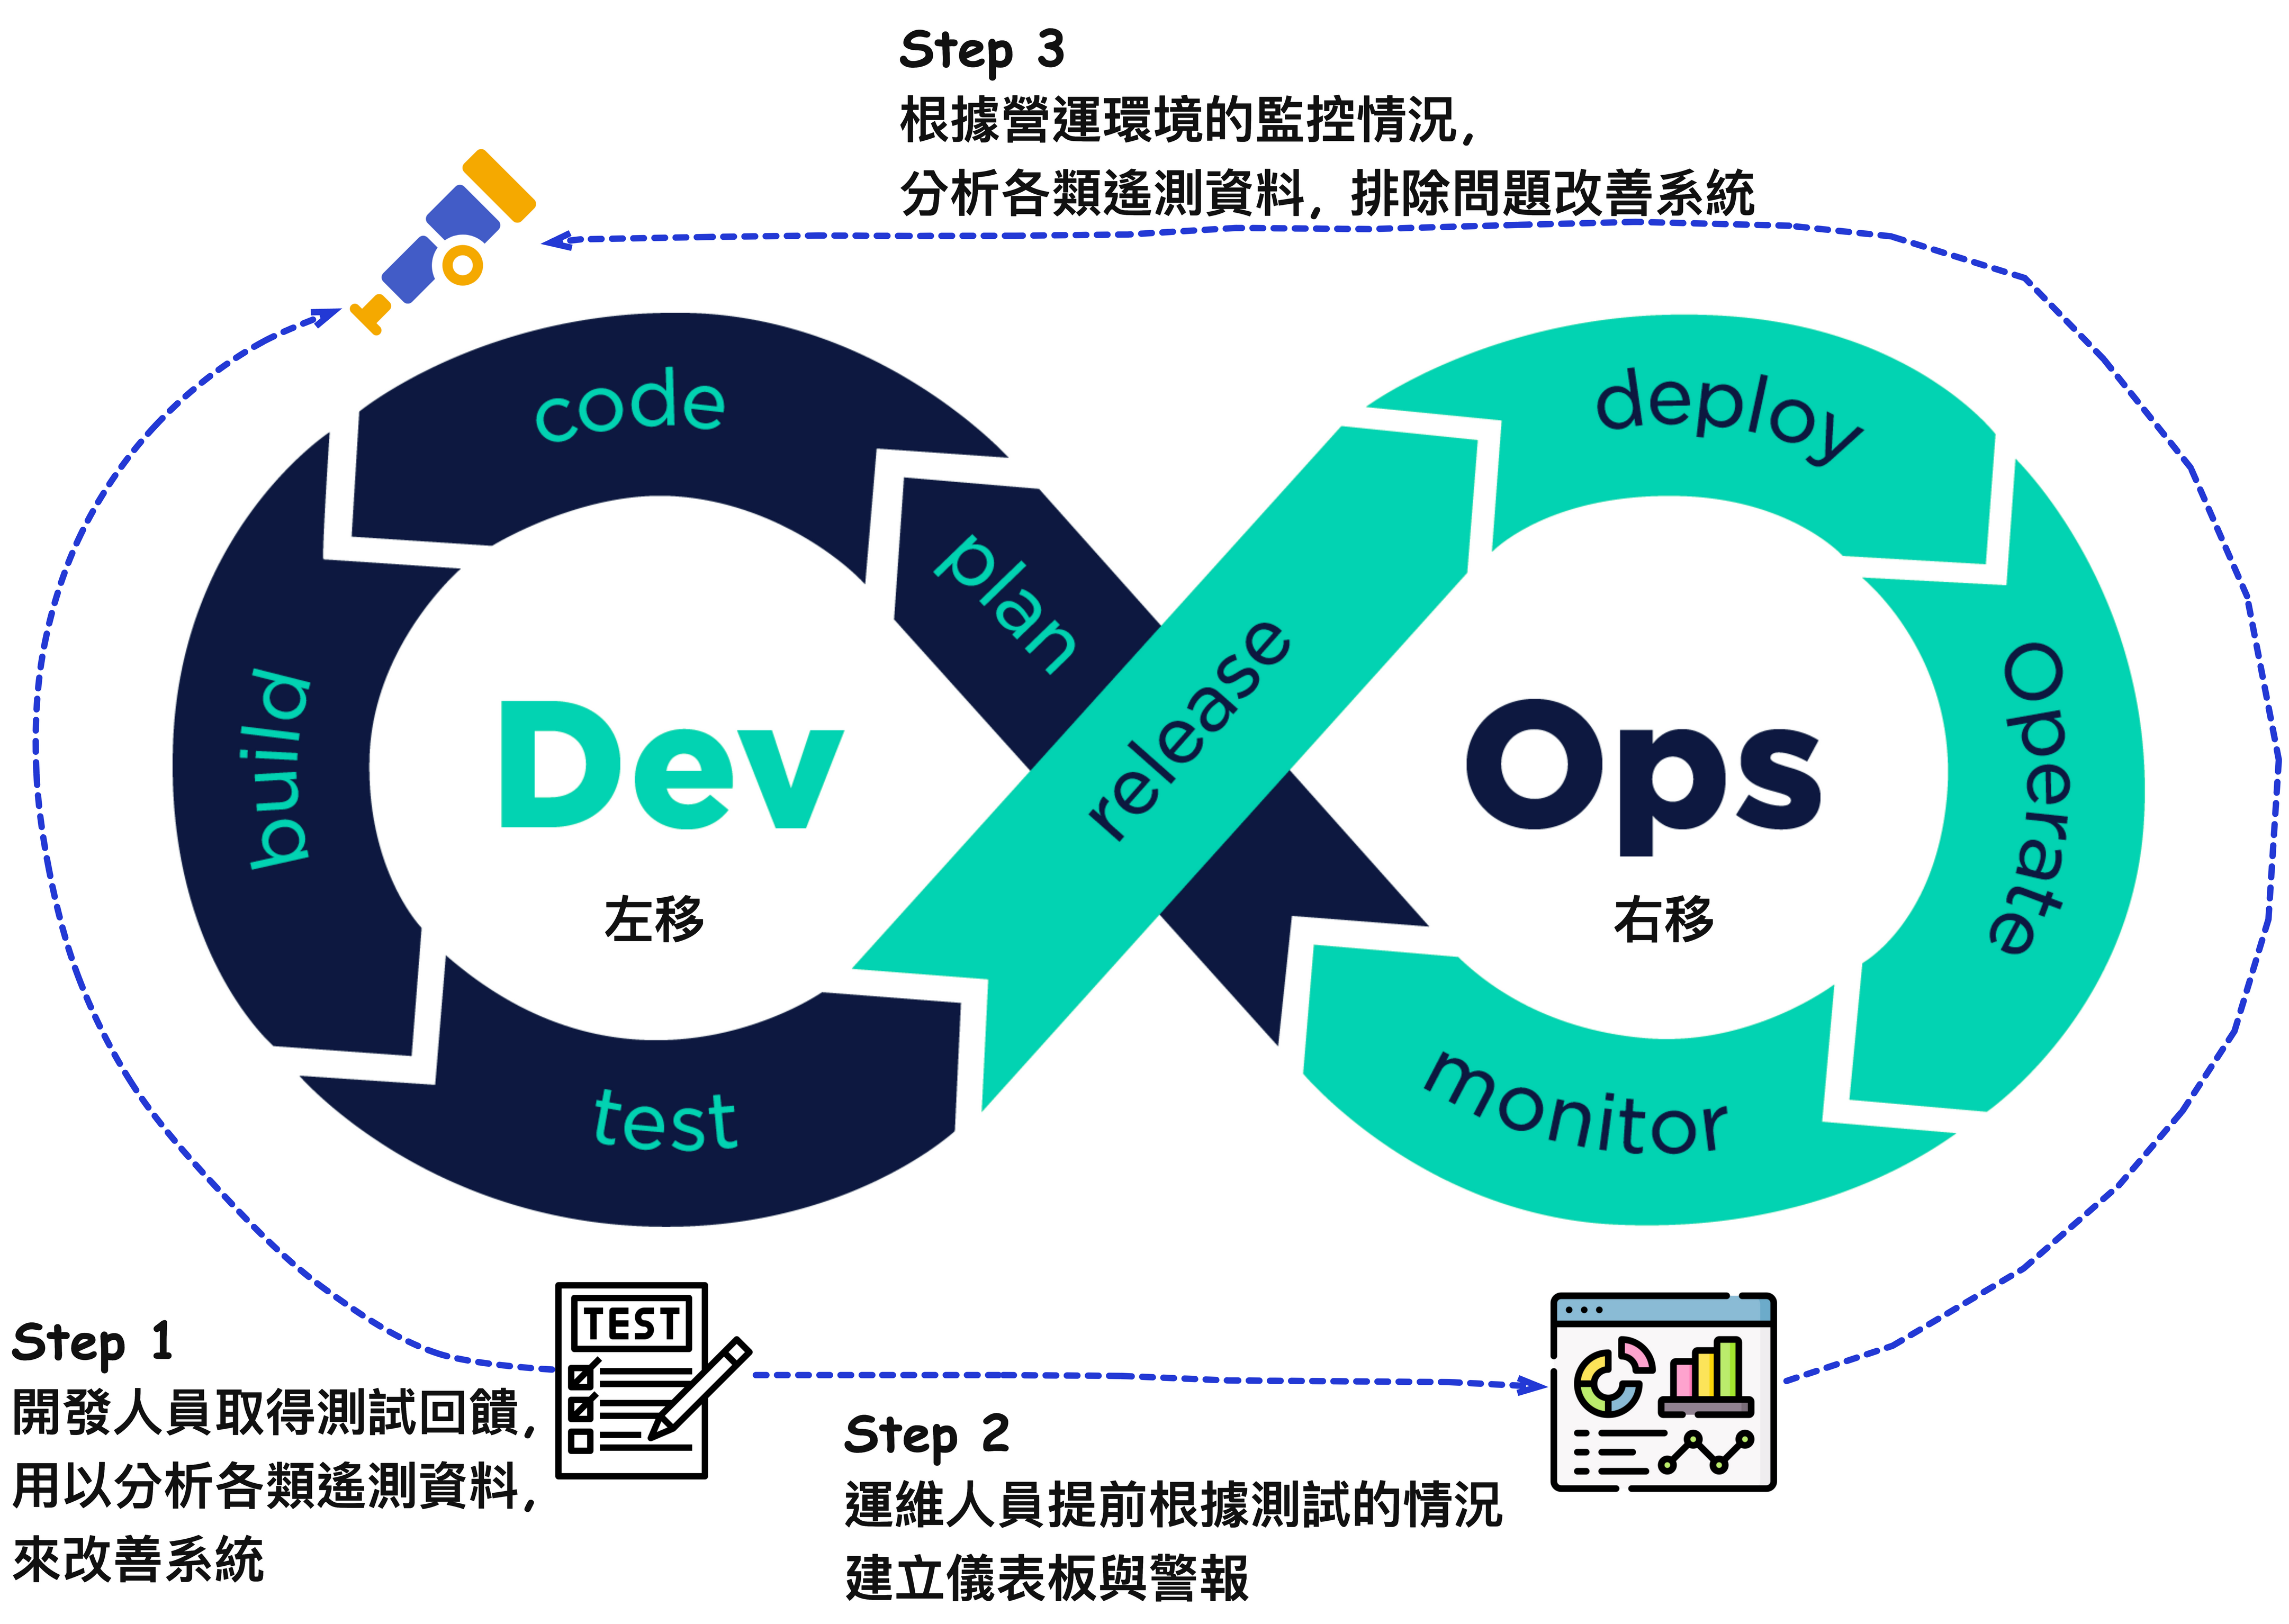 Step 3
根據營運環境的監控情況,
分析各類遙測資料, 排除問題改善系統
code
deploy
plan
build
release
Operate
Dev
Ops
左移
右移
test
monitor
TEST
Step 1
開發人員取得測試回饋,
用以分析各類遙測資料,
來改善系統
Step 2
運維人員提前根據測試的情況
建立儀表板與警報